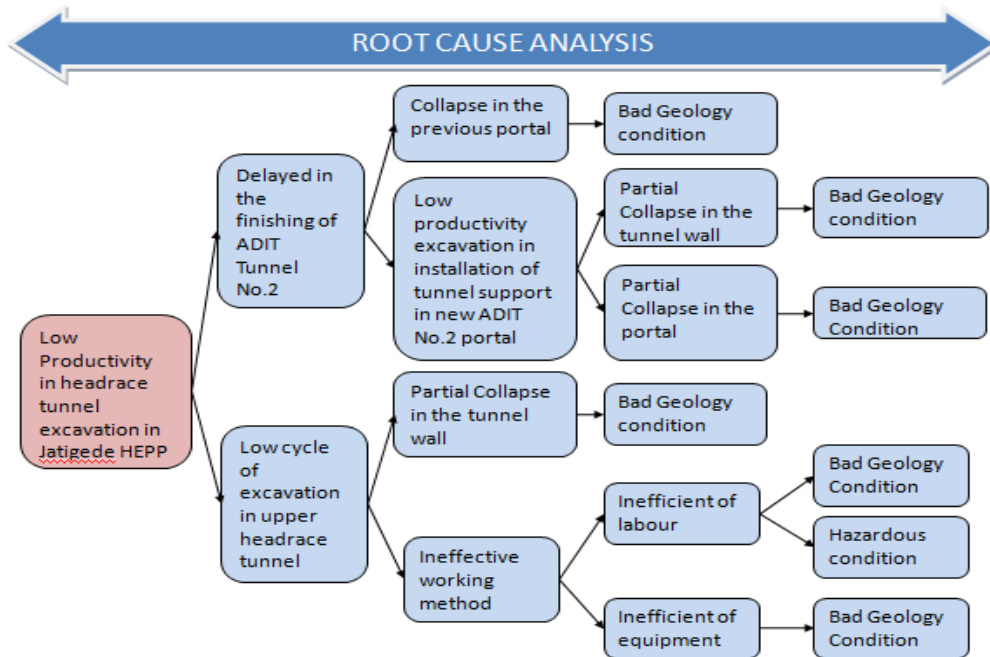 ROOT CAUSE ANALYSIS
Low
Productivity
in headrace
tunnel
excavation in
Jatigede HEPP
Delayed in
the
finishing of
ADIT
Tunnel
No.2
Collapse in the
previous portal
Bad Geology
condition
Low
productivity
excavation in
installation of
tunnel support
in new ADIT
No.2 portal
Partial
Collapse in the
tunnel wall
Bad Geology
condition
Partial
Collapse in the
portal
Bad Geology
Condition
Low cycle
of
excavation
in upper
headrace
tunnel
Partial Collapse
in the tunnel
wall
Bad Geology
condition
Ineffective
working
method
Inefficient of
labour
Bad Geology
Condition
Hazardous
condition
Inefficient of
equipment
Bad Geology
Condition